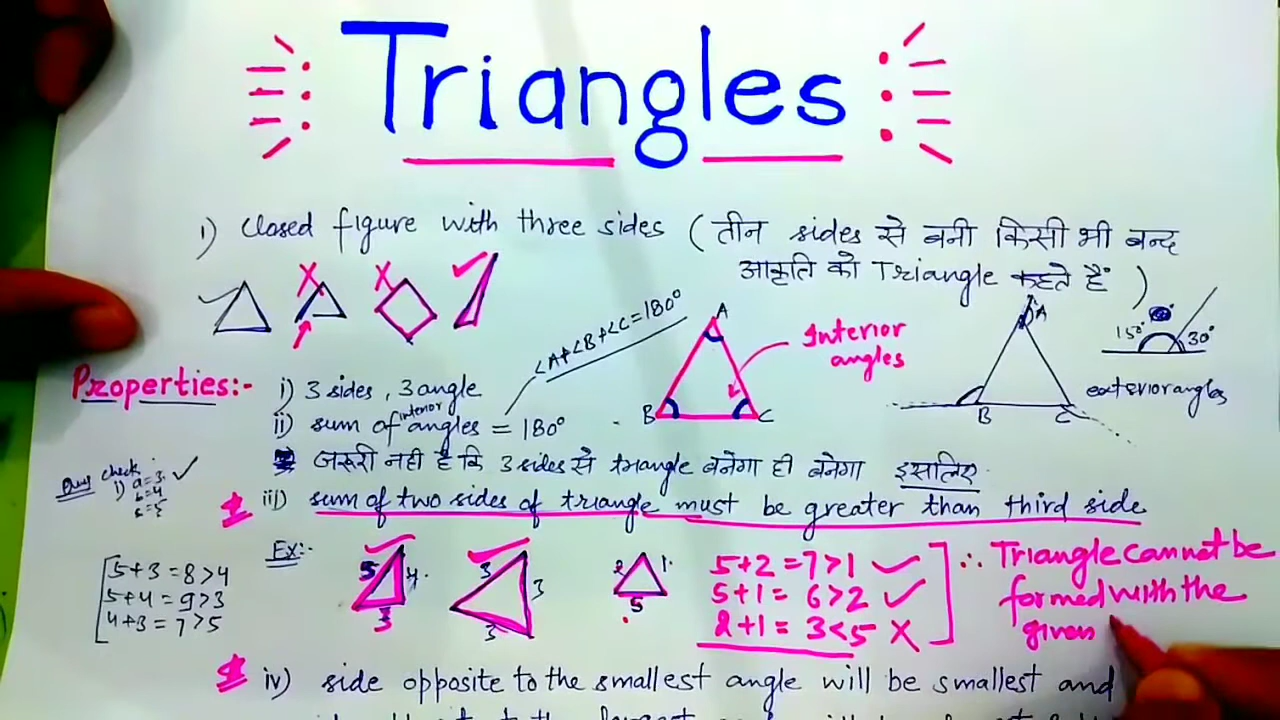 Triangles
i) Closed figure with three sides ( तीन sides से बनी किसी भी बन्द
आकृति को Triangle कहते हैं )
X X
∠A+∠B+∠C=180°
A
B C
Interior
angles
A
B C
150° 30°
exterior angles
Properties:-
i) 3 sides, 3 angle
ii) sum of interior angles = 180°
जरूरी नही है कि 3 sides से triangle बनेगा ही बनेगा इसलिए
Ques check
i) a=3
b=4
iii) sum of two sides of triangle must be greater than third side
5+3=8>4
5+4=9>3
4+3=7>5
Ex:-
5 4
3
3 3
3
2 1
5
5+2=7>1 ✓
5+1=6>2 ✓
2+1=3<5 X
∴ Triangle cannot be
formed with the
given
iv) side opposite to the smallest angle will be smallest and